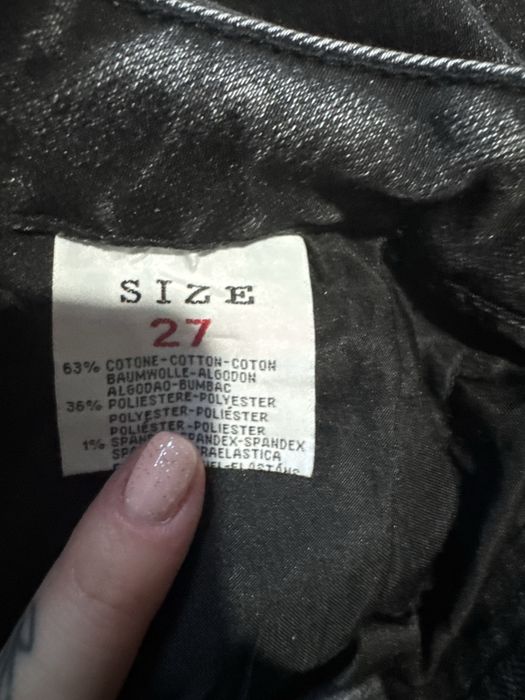 SIZE
27
63% COTONE-COTTON-COTON
BAUMWOLLE-ALGODON
ALGODAO-BUMBAC
36% POLIESTERE-POLYESTER
POLYESTER-POLIÉSTER
POLIÉSTER-POLIESTER
1% SPANDEX-SPANDEX